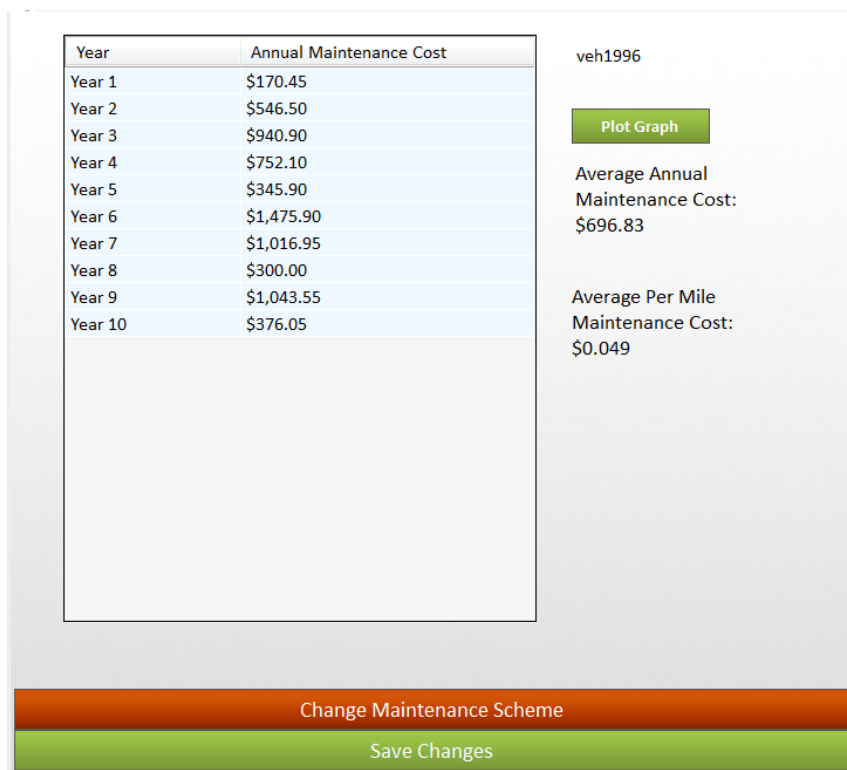 Year Annual Maintenance Cost
Year 1 $170.45
Year 2 $546.50
Year 3 $940.90
Year 4 $752.10
Year 5 $345.90
Year 6 $1,475.90
Year 7 $1,016.95
Year 8 $300.00
Year 9 $1,043.55
Year 10 $376.05
veh1996
Plot Graph
Average Annual
Maintenance Cost:
$696.83
Average Per Mile
Maintenance Cost:
$0.049
Change Maintenance Scheme
Save Changes